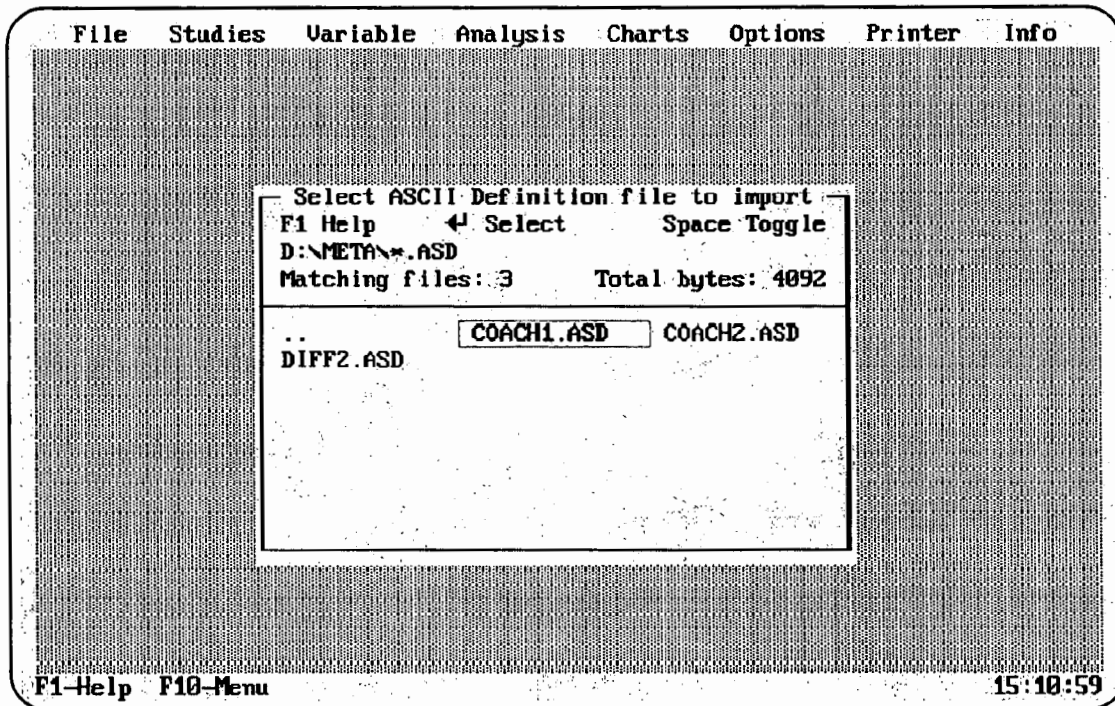 File Studies Variable Analysis Charts Options Printer Info
Select ASCII Definition file to import
F1 Help ↵ Select Space Toggle
D:\META\*.ASD
Matching files: 3 Total bytes: 4092
.. COACH1.ASD COACH2.ASD
DIFF2.ASD
F1-Help F10-Menu 15:10:59